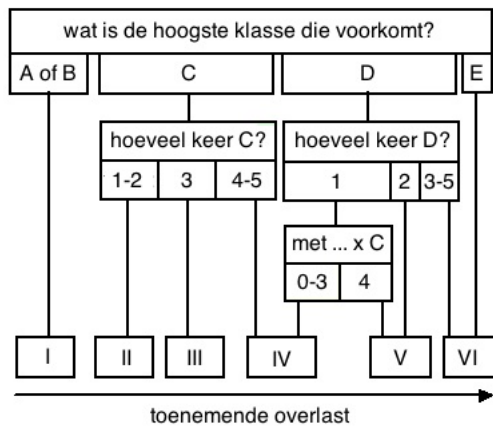 wat is de hoogste klasse die voorkomt?
A of B C D E
hoeveel keer C? hoeveel keer D?
1-2 3 4-5 1 2 3-5
met ... x C
0-3 4
I II III IV V VI
toenemende overlast